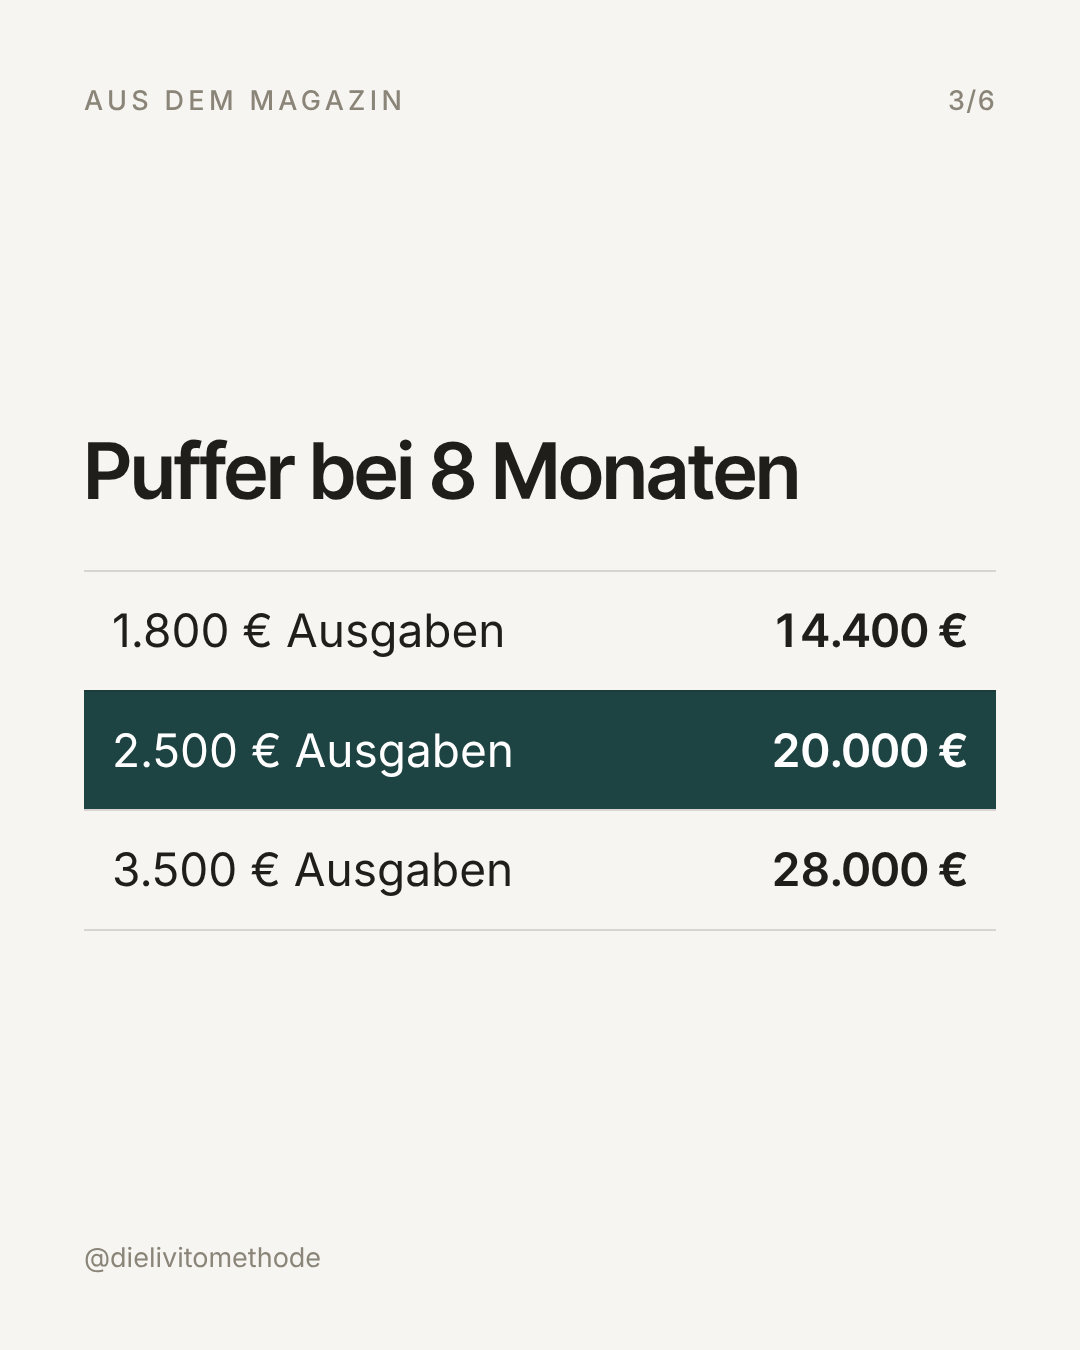 AUS DEM MAGAZIN 3/6
Puffer bei 8 Monaten
1.800 € Ausgaben 14.400 €
2.500 € Ausgaben 20.000 €
3.500 € Ausgaben 28.000 €
@dielivitomethode